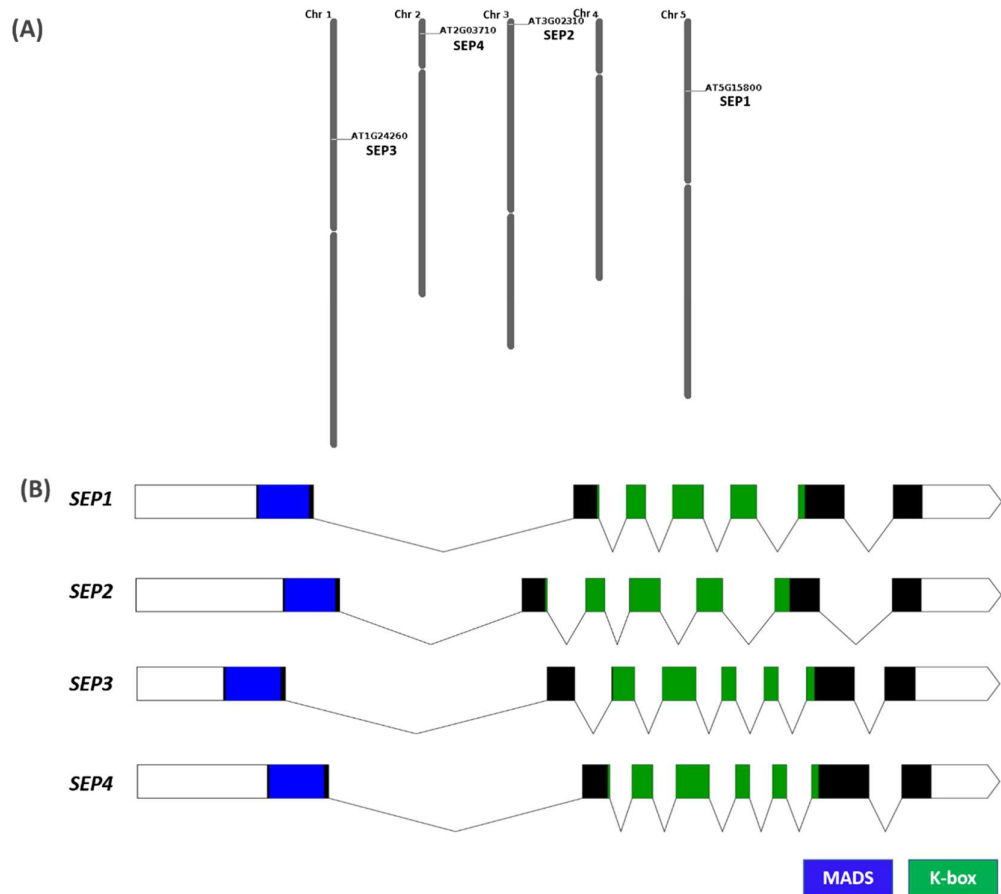 (A)
Chr 1
Chr 2
Chr 3
Chr 4
Chr 5
AT2G03710
SEP4
AT3G02310
SEP2
AT5G15800
SEP1
AT1G24260
SEP3
(B)
SEP1
SEP2
SEP3
SEP4
MADS
K-box